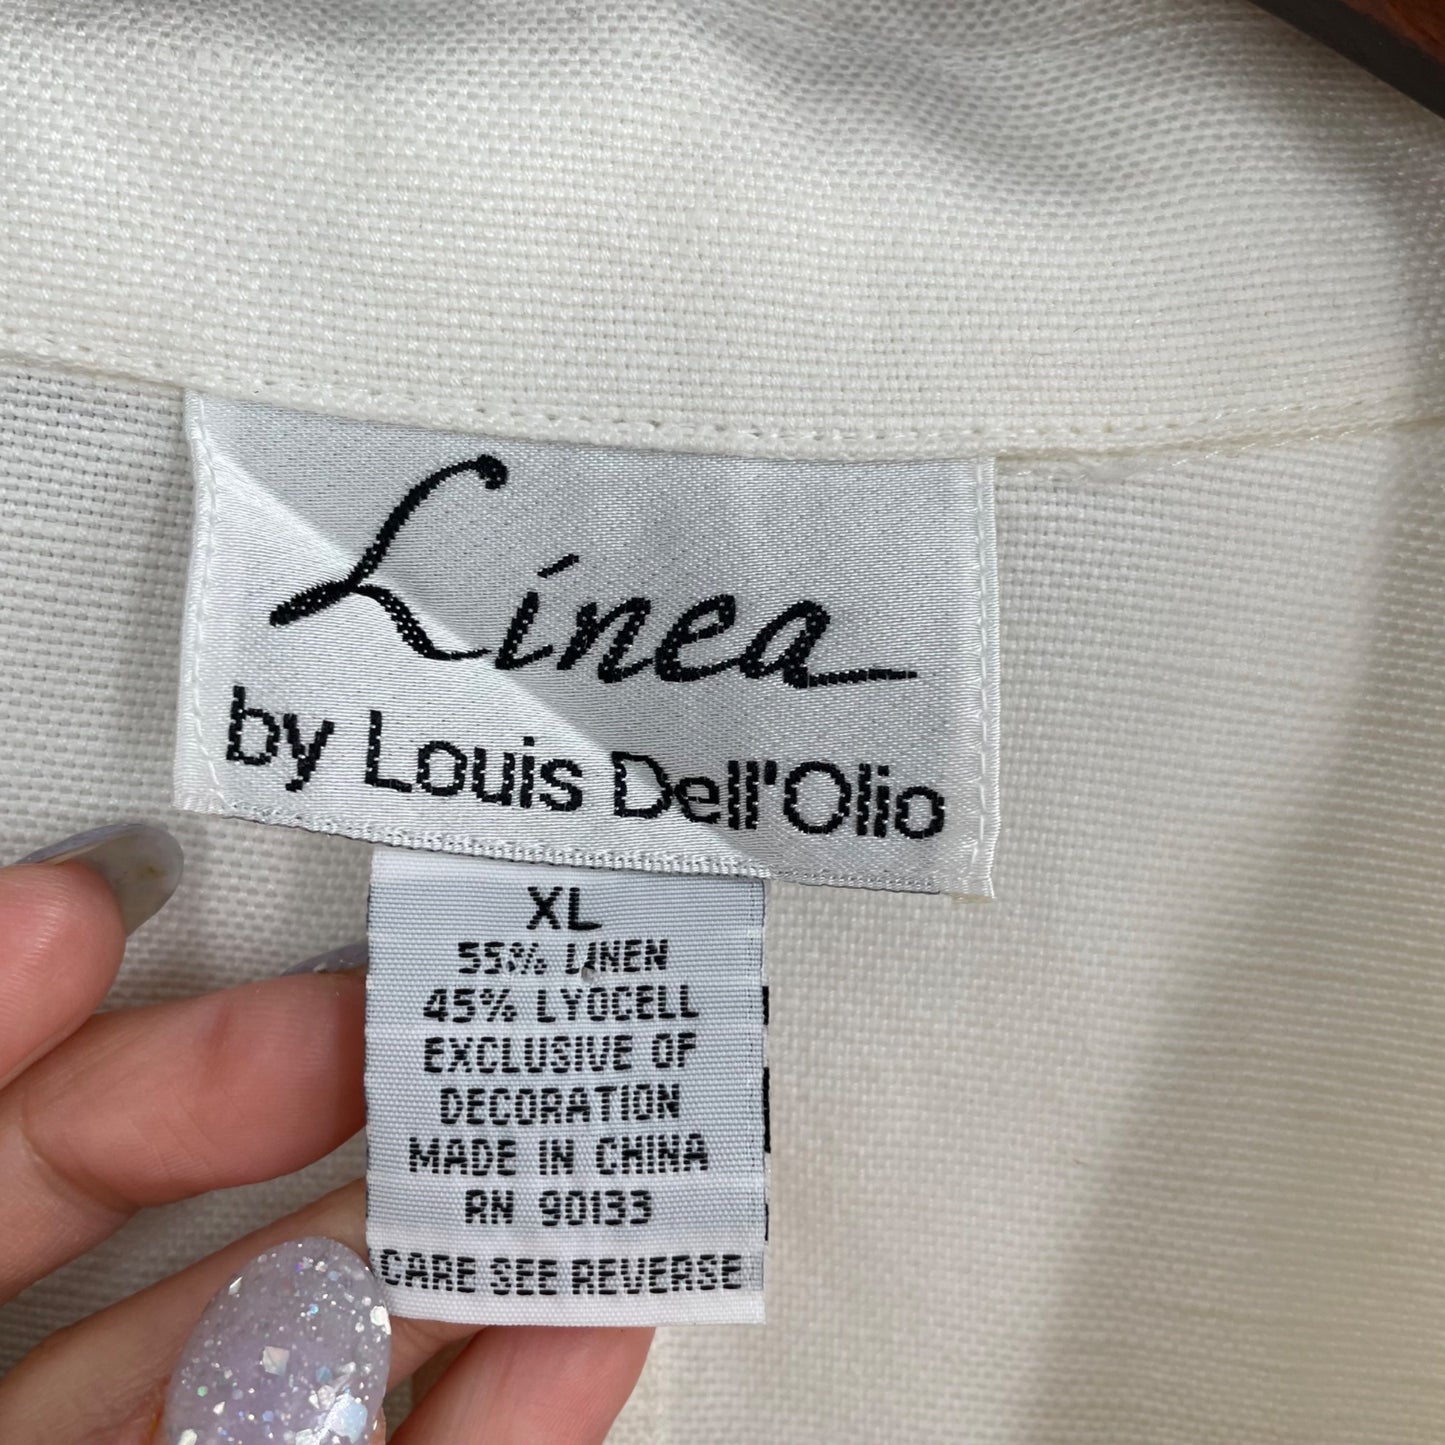 Linea
by Louis Dell'Olio
XL
55% LINEN
45% LYOCELL
EXCLUSIVE OF
DECORATION
MADE IN CHINA
RN 90133
CARE SEE REVERSE